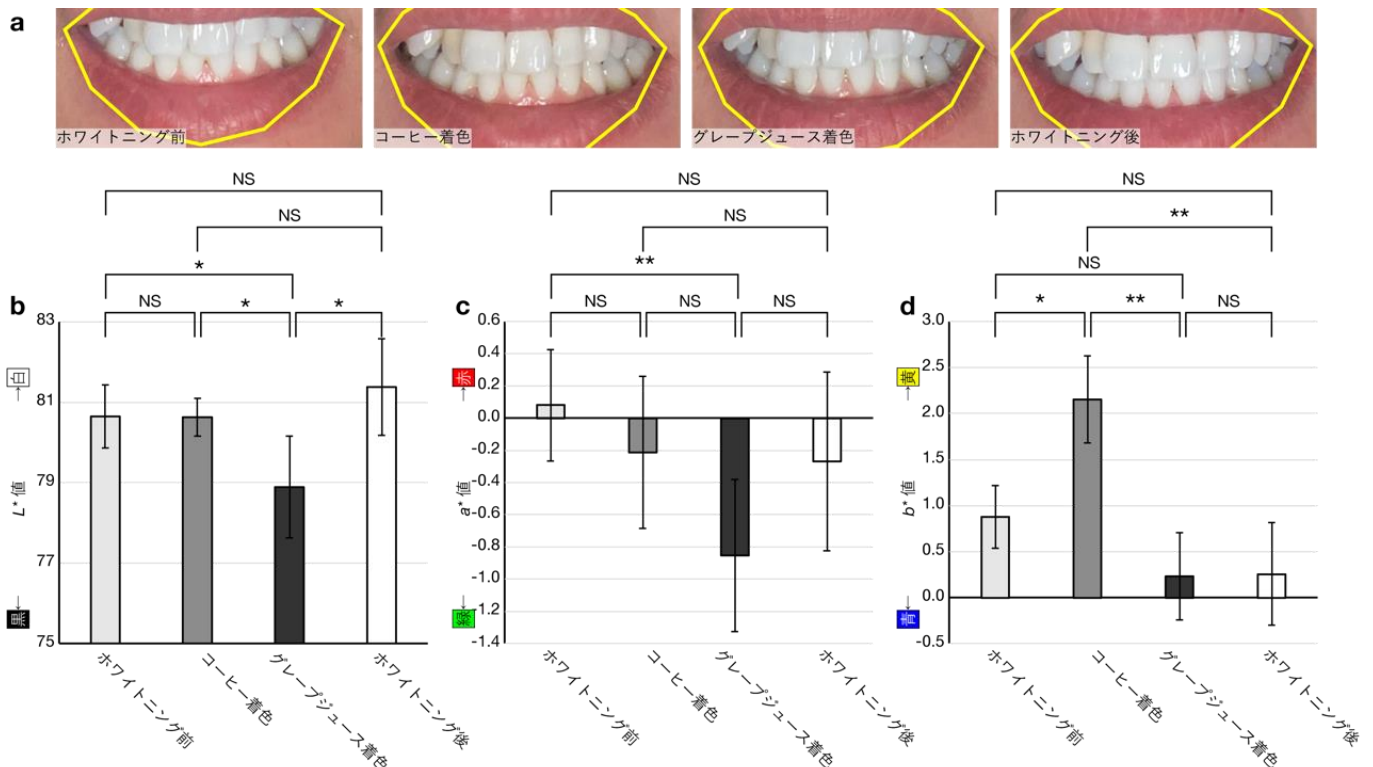 a
ホワイトニング前
コーヒー着色
グレープジュース着色
ホワイトニング後
b
NS
NS
*
NS
*
*
83
81
79
77
75
→白
L* 値
黒←
ホワイトニング前
コーヒー着色
グレープジュース着色
ホワイトニング後
c
NS
NS
**
NS
NS
NS
0.6
0.4
0.2
0.0
-0.2
-0.4
-0.6
-0.8
-1.0
-1.2
-1.4
→赤
a* 値
緑←
ホワイトニング前
コーヒー着色
グレープジュース着色
ホワイトニング後
d
NS
**
NS
*
**
NS
3.0
2.5
2.0
1.5
1.0
0.5
0.0
-0.5
→黄
b* 値
青←
ホワイトニング前
コーヒー着色
グレープジュース着色
ホワイトニング後